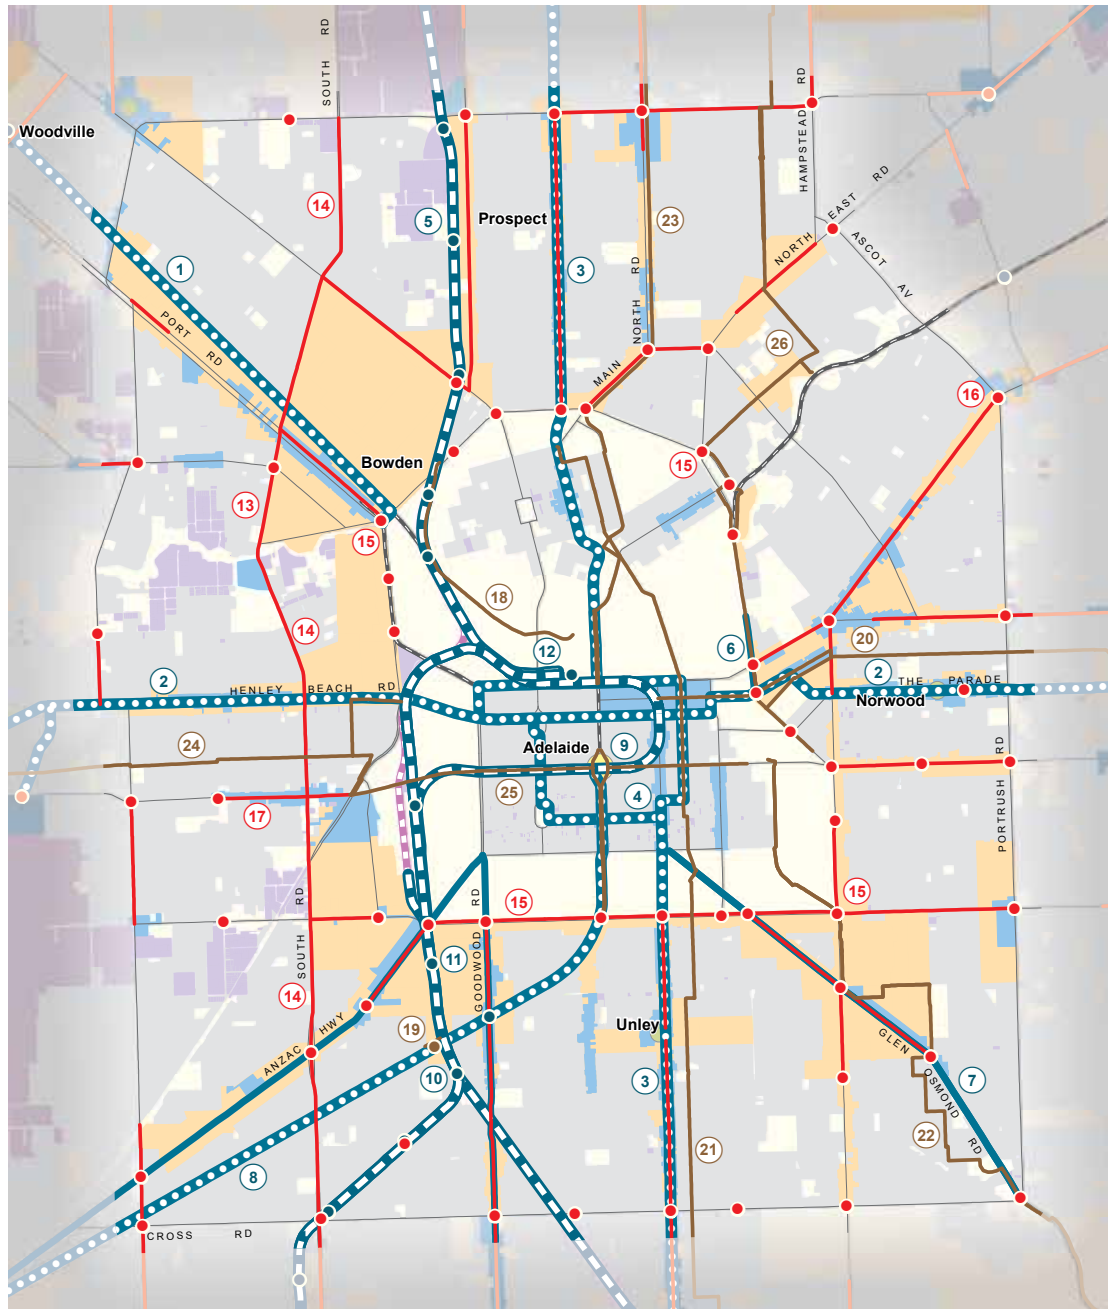 SOUTH RD
HAMPSTEAD RD
Woodville
NORTH EAST RD
14
5
Prospect
23
ASCOT AV
1
3
PORT RD
MAIN NORTH RD
26
16
Bowden
15
13
15
18
14
20
6
12
2
HENLEY BEACH RD
2
THE PARADE
Norwood
24
Adelaide
9
PORTRUSH RD
25
4
17
SOUTH RD
GOODWOOD RD
15
15
11
14
ANZAC HWY
19
Unley
GLEN OSMOND RD
10
3
7
22
21
8
CROSS RD